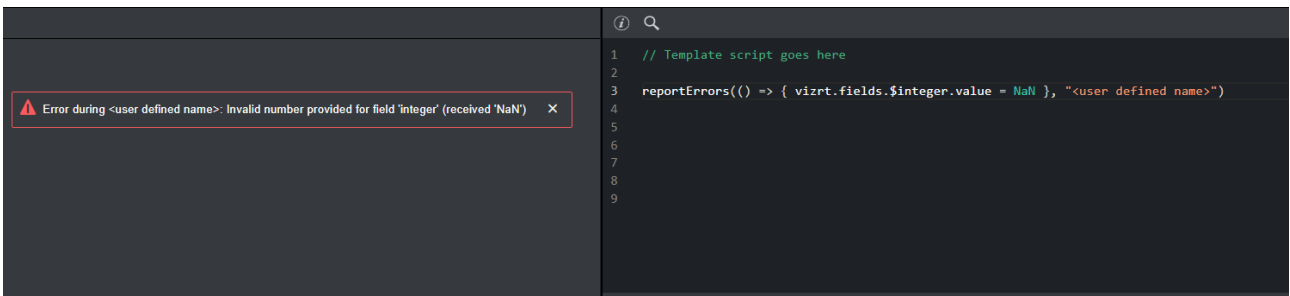 Error during <user defined name>: Invalid number provided for field 'integer' (received 'NaN')
1 // Template script goes here
2
3 reportErrors(() => { vizrt.fields.$integer.value = NaN }, "<user defined name>")
4
5
6
7
8
9